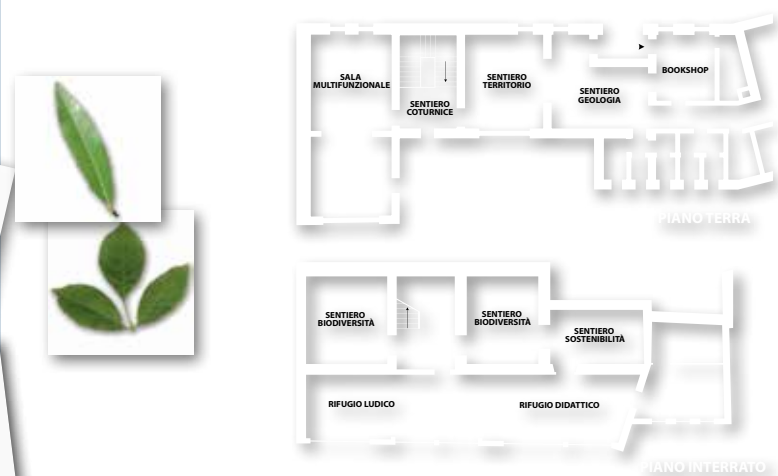 SALA
MULTIFUNZIONALE
SENTIERO
COTURNICE
SENTIERO
TERRITORIO
SENTIERO
GEOLOGIA
BOOKSHOP
PIANO TERRA
SENTIERO
BIODIVERSITÀ
SENTIERO
BIODIVERSITÀ
SENTIERO
SOSTENIBILITÀ
RIFUGIO LUDICO
RIFUGIO DIDATTICO
PIANO INTERRATO